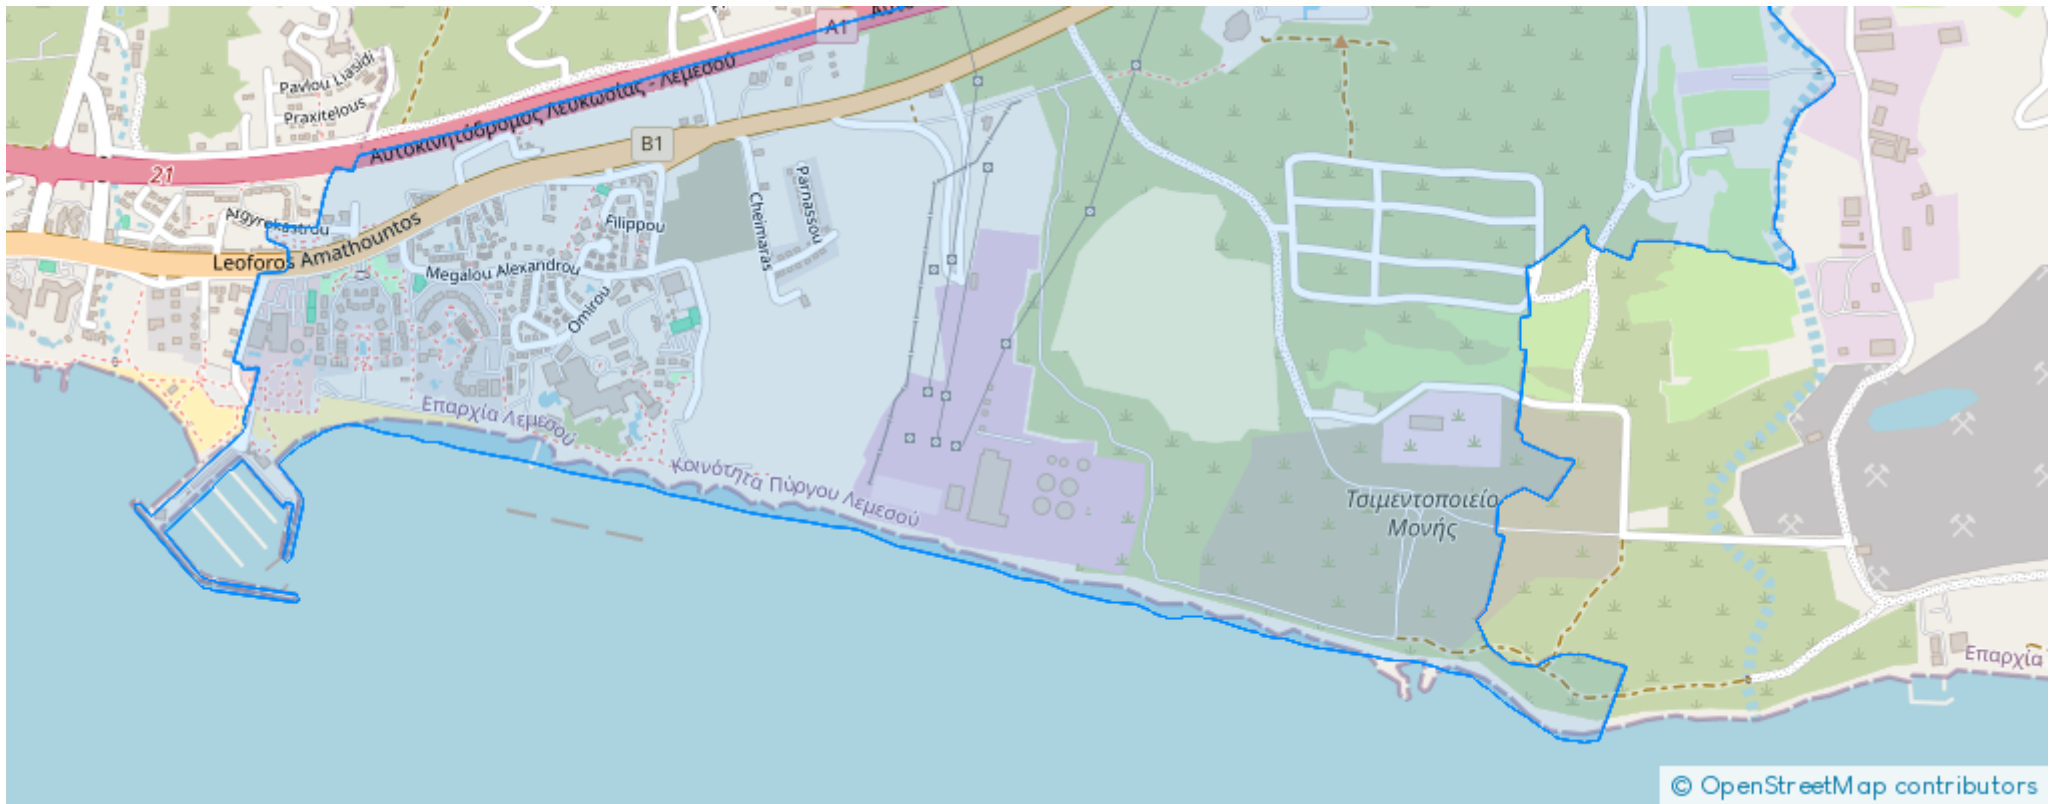 A1
Αυτοκινητόδρομος Λευκωσίας - Λεμεσού
Pavlou Liasidi
Praxitelous
B1
21
Argyrokastrou
Leoforos Amathountos
Filippou
Cheimaras
Parnassou
Megalou Alexandrou
Omirou
Επαρχία Λεμεσού
Κοινότητα Πύργου Λεμεσού
Τσιμεντοποιείο
Μονής
Επαρχία
© OpenStreetMap contributors